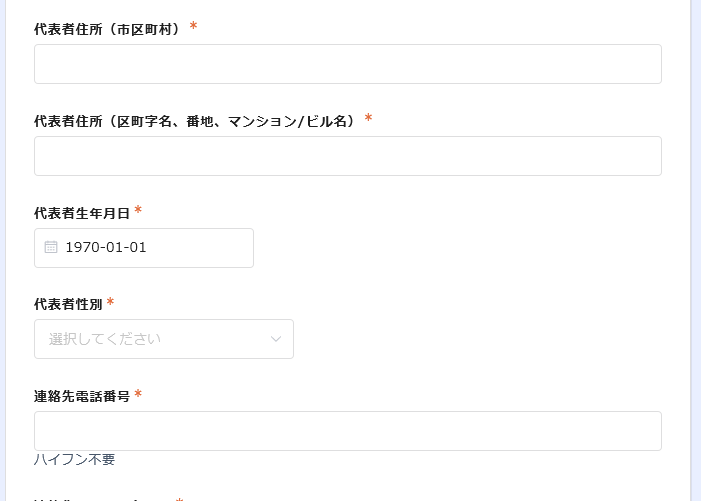 代表者住所（市区町村） *
代表者住所（区町字名、番地、マンション/ビル名） *
代表者生年月日 *
1970-01-01
代表者性別 *
選択してください
連絡先電話番号 *
ハイフン不要